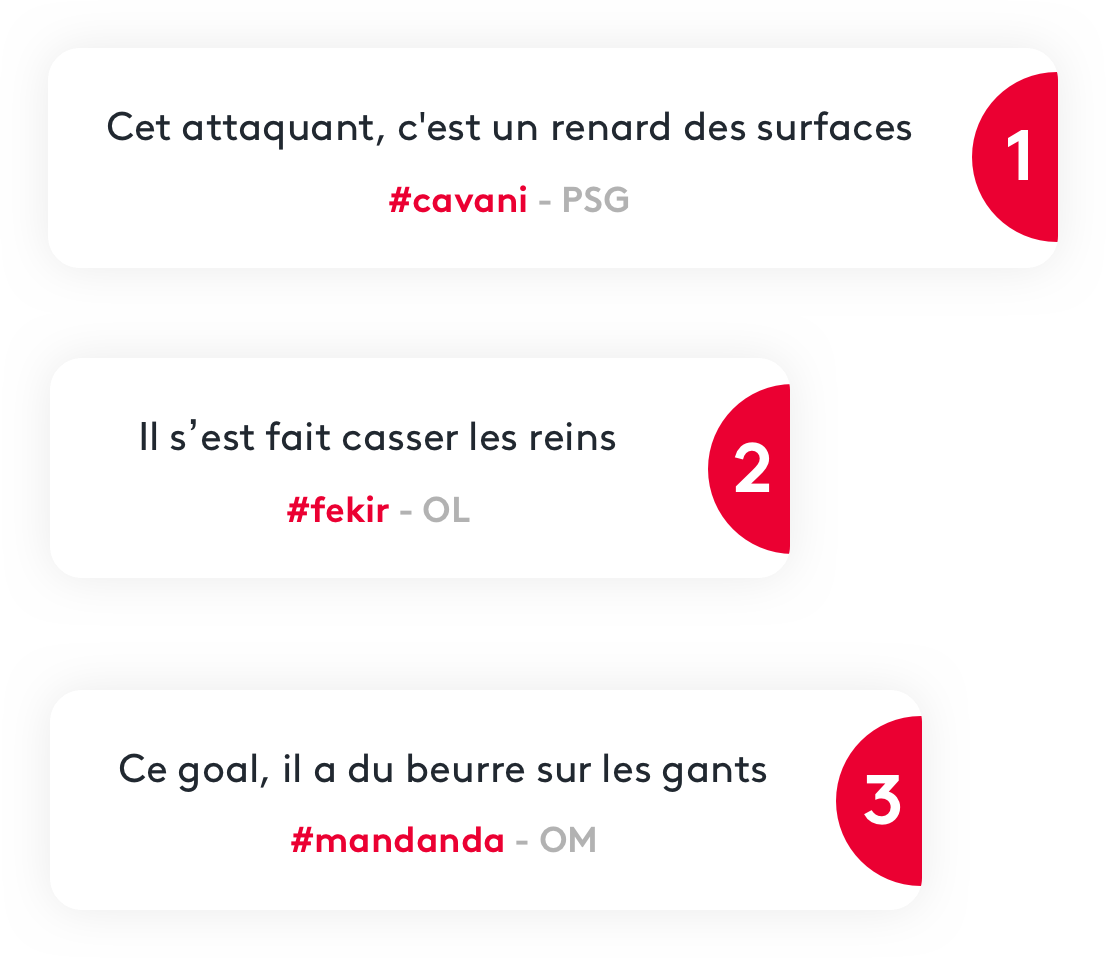 Cet attaquant, c'est un renard des surfaces
#cavani - PSG
1
Il s’est fait casser les reins
#fekir - OL
2
Ce goal, il a du beurre sur les gants
#mandanda - OM
3